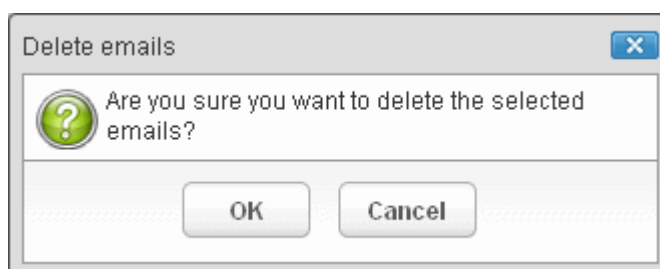 Delete emails
Are you sure you want to delete the selected
emails?
OK
Cancel